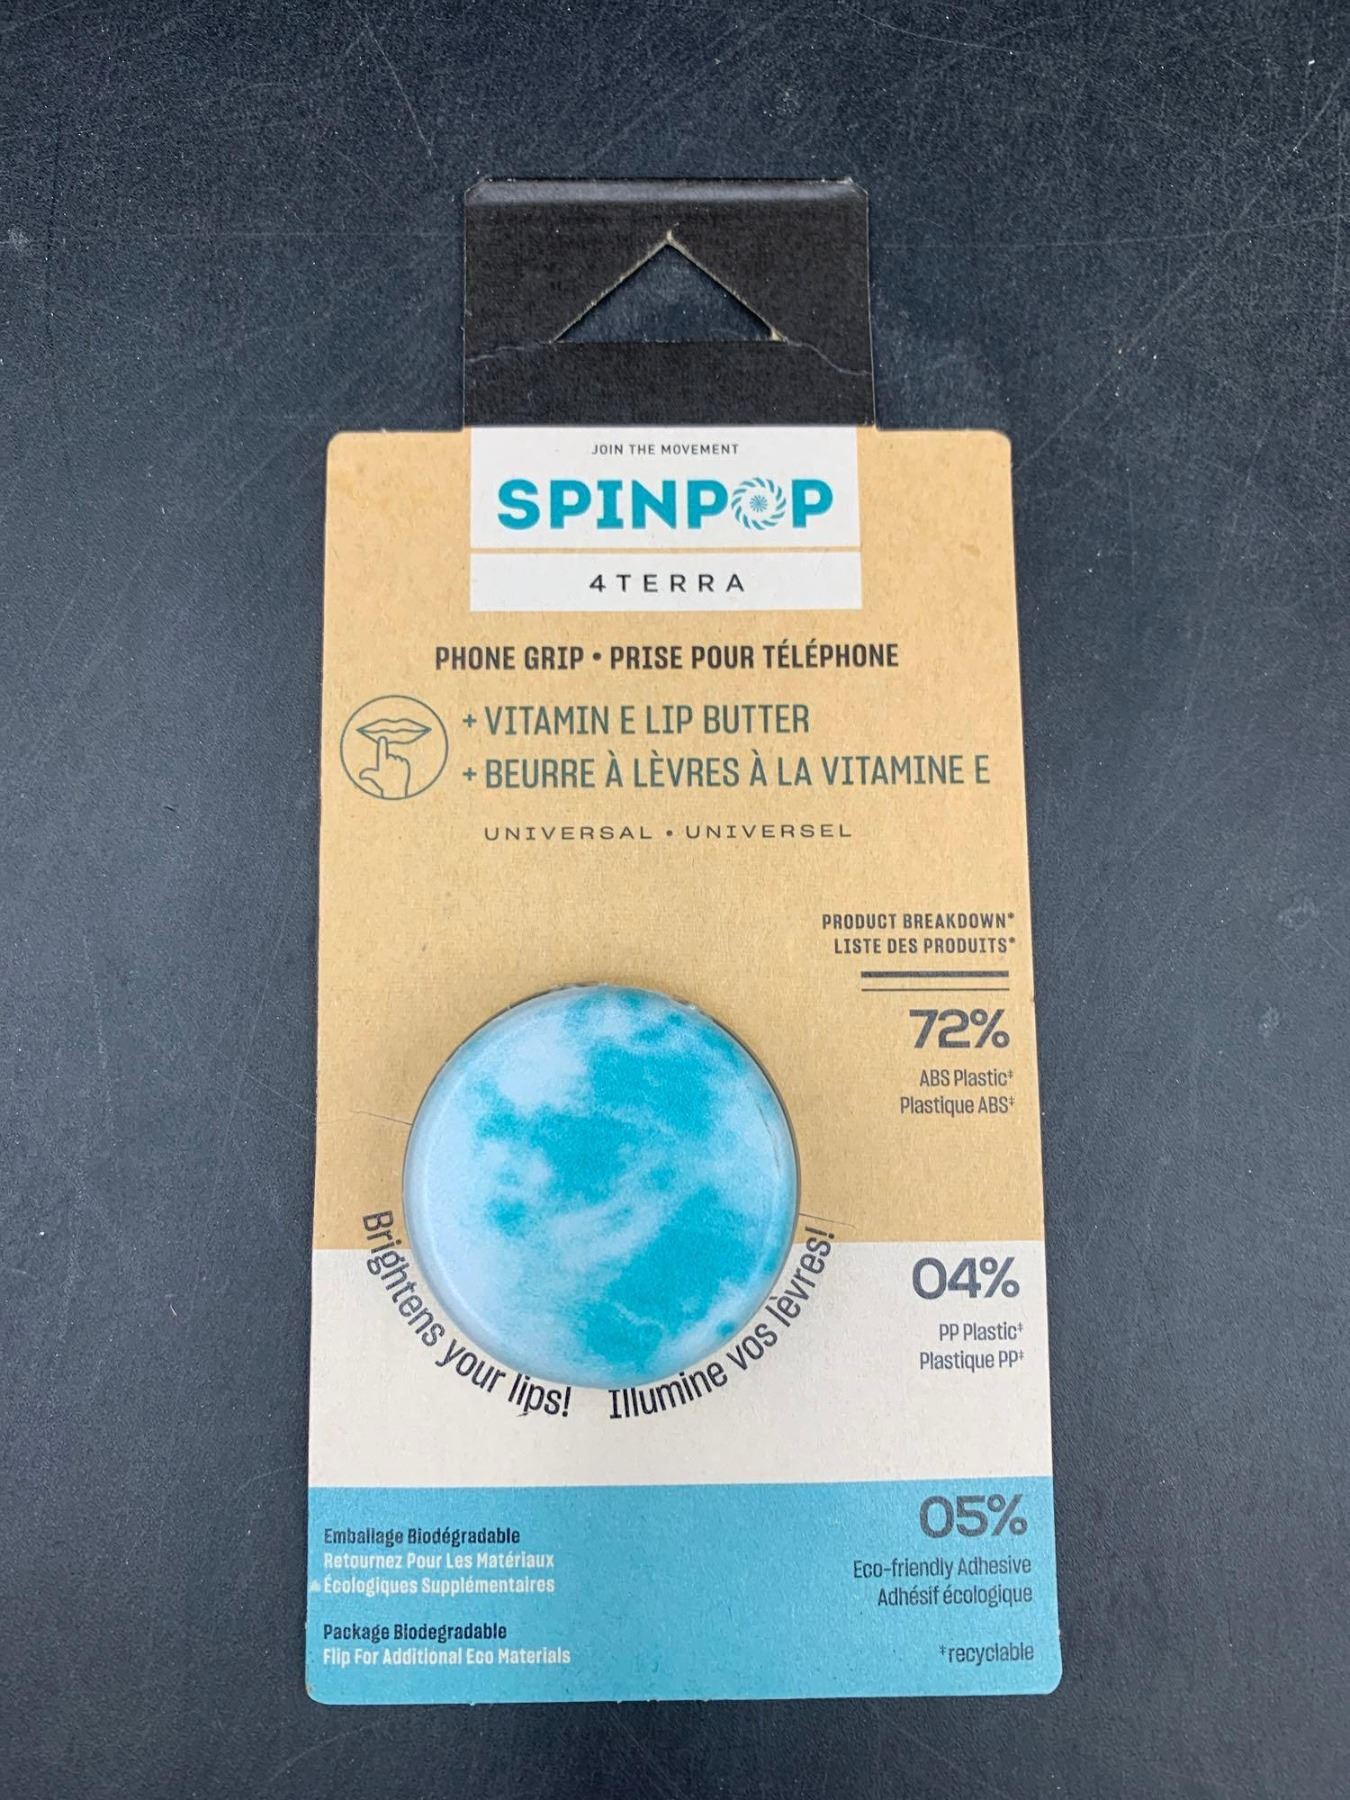 JOIN THE MOVEMENT
SPINPOP
4TERRA
PHONE GRIP • PRISE POUR TÉLÉPHONE
+ VITAMIN E LIP BUTTER
+ BEURRE À LÈVRES À LA VITAMINE E
UNIVERSAL • UNIVERSEL
PRODUCT BREAKDOWN*
LISTE DES PRODUITS*
72%
ABS Plastic‡
Plastique ABS‡
Brightens your lips! Illumine vos lèvres!
04%
PP Plastic‡
Plastique PP‡
05%
Eco-friendly Adhesive
Adhésif écologique
‡recyclable
Emballage Biodégradable
Retournez Pour Les Matériaux
Écologiques Supplémentaires
Package Biodegradable
Flip For Additional Eco Materials